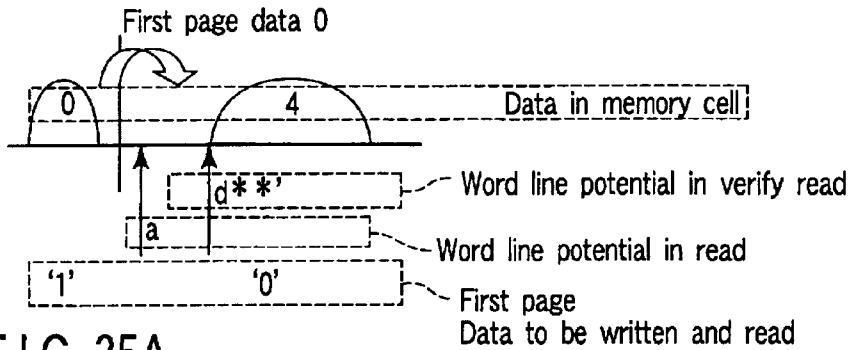 First page data 0
0 4 Data in memory cell
d**' Word line potential in verify read
a Word line potential in read
'1' '0' First page
Data to be written and read